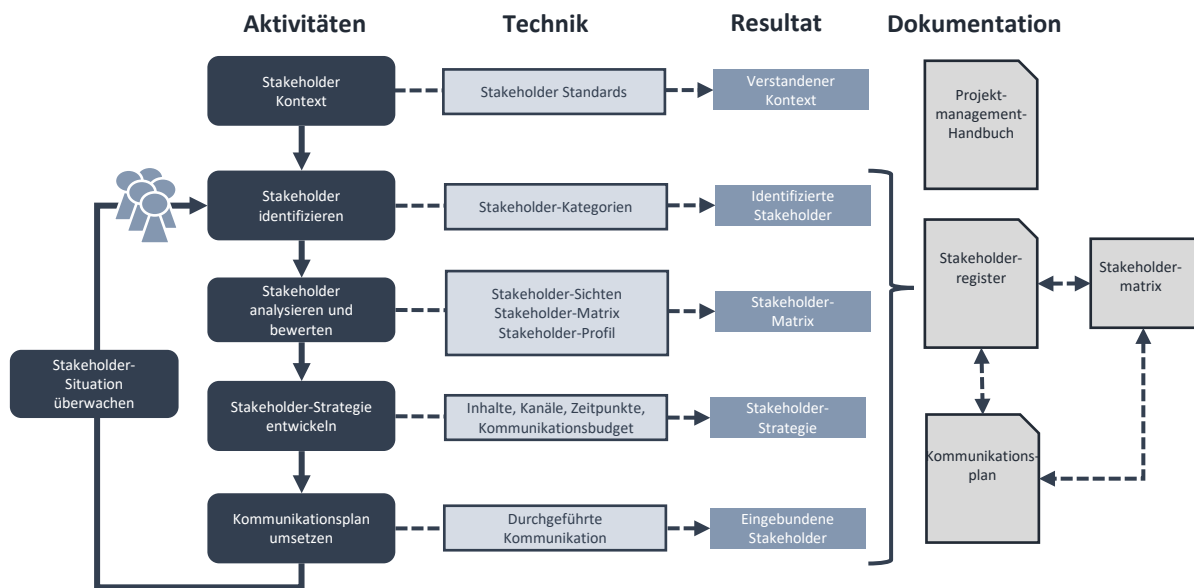 Aktivitäten
Technik
Resultat
Dokumentation
Stakeholder
Kontext
Stakeholder Standards
Verstandener
Kontext
Projekt-
management-
Handbuch
Stakeholder
identifizieren
Stakeholder-Kategorien
Identifizierte
Stakeholder
Stakeholder-
register
Stakeholder-
matrix
Stakeholder
analysieren und
bewerten
Stakeholder-Sichten
Stakeholder-Matrix
Stakeholder-Profil
Stakeholder-
Matrix
Stakeholder-
Situation
überwachen
Stakeholder-Strategie
entwickeln
Inhalte, Kanäle, Zeitpunkte,
Kommunikationsbudget
Stakeholder-
Strategie
Kommunikations-
plan
Kommunikationsplan
umsetzen
Durchgeführte
Kommunikation
Eingebundene
Stakeholder